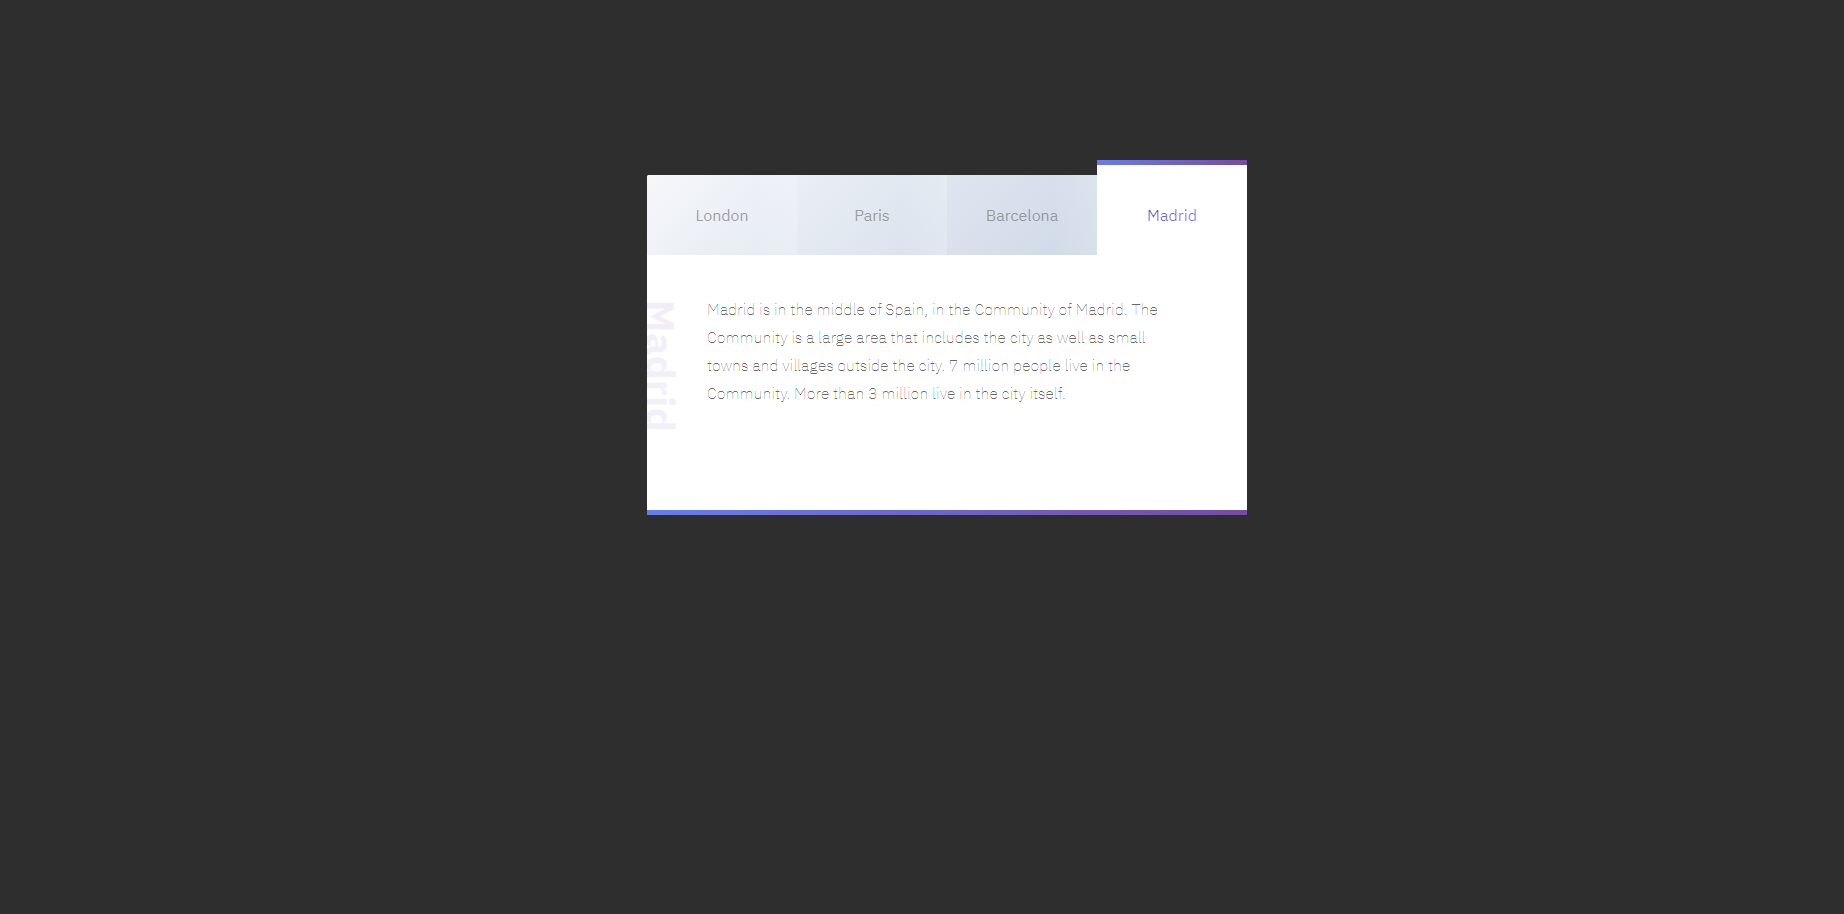 London
Paris
Barcelona
Madrid
Madrid
Madrid is in the middle of Spain, in the Community of Madrid. The
Community is a large area that includes the city as well as small
towns and villages outside the city. 7 million people live in the
Community. More than 3 million live in the city itself.